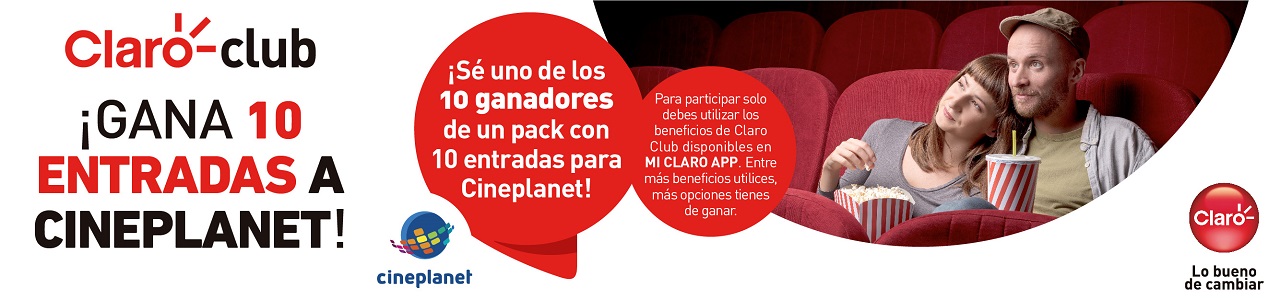 Claro-club
¡GANA 10
ENTRADAS A
CINEPLANET!
¡Sé uno de los
10 ganadores
de un pack con
10 entradas para
Cineplanet!
cineplanet
Para participar solo
debes utilizar los
beneficios de Claro
Club disponibles en
MI CLARO APP. Entre
más beneficios utilices,
más opciones tienes
de ganar.
Claro
Lo bueno
de cambiar